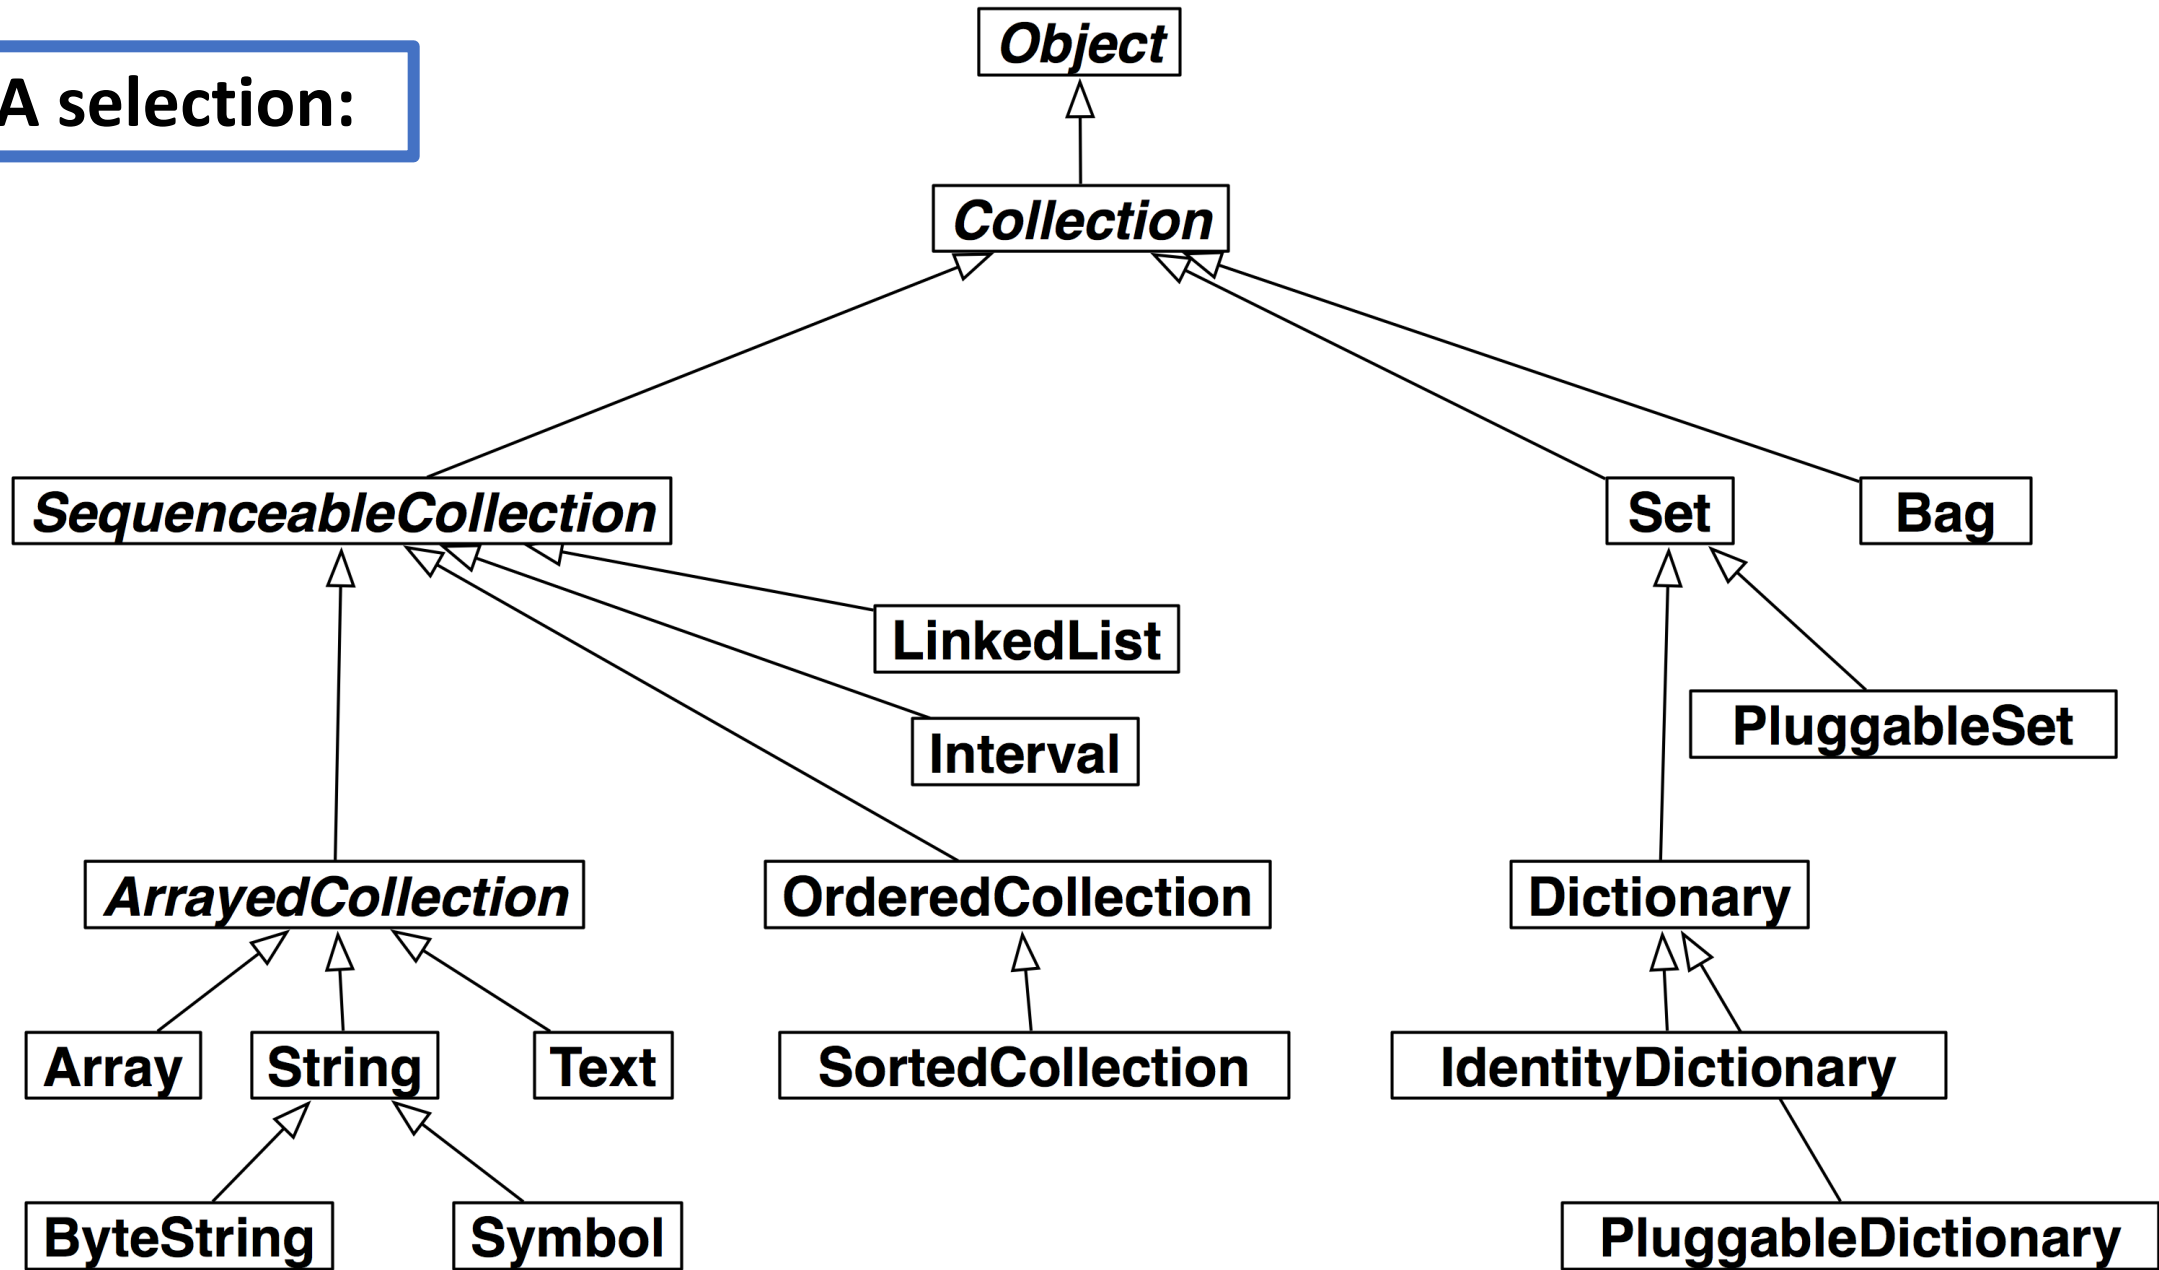 Object
A selection:
Collection
SequenceableCollection
Set
Bag
LinkedList
PluggableSet
Interval
ArrayedCollection
OrderedCollection
Dictionary
Array
String
Text
SortedCollection
IdentityDictionary
ByteString
Symbol
PluggableDictionary